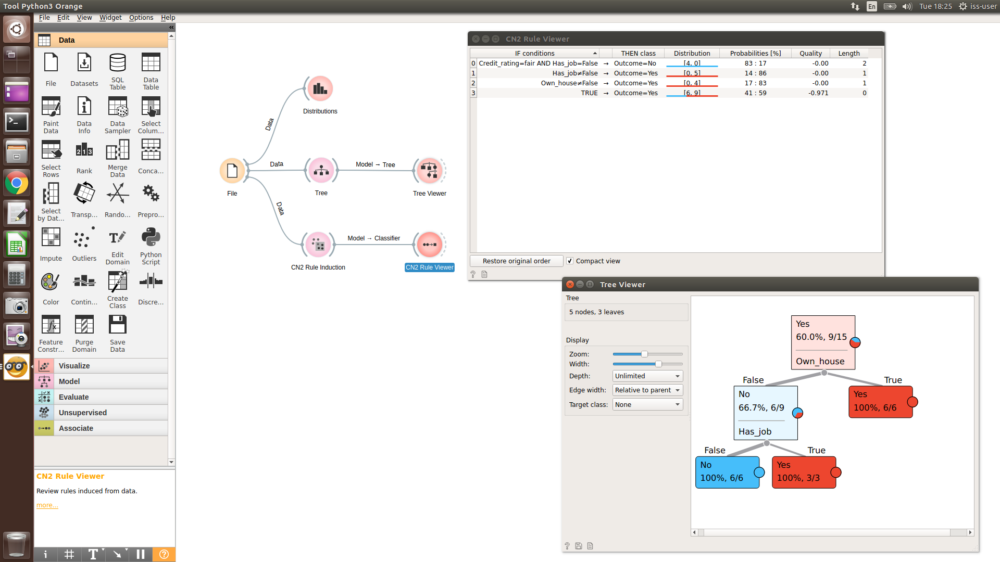 Tool Python3 Orange
En
Tue 18:25
iss-user
File Edit View Widget Options Help
Data
File
Datasets
SQL Table
Data Table
Paint Data
Data Info
Data Sampler
Select Colum...
Select Rows
Rank
Merge Data
Conca...
Select by Dat...
Transp...
Rando...
Prepro...
Impute
Outliers
Edit Domain
Python Script
Color
Contin...
Create Class
Discre...
Feature Constr...
Purge Domain
Save Data
Visualize
Model
Evaluate
Unsupervised
Associate
CN2 Rule Viewer
Review rules induced from data.
more...
Distributions
Data
Data
Data
File
Tree
Model → Tree
Tree Viewer
CN2 Rule Induction
Model → Classifier
CN2 Rule Viewer
CN2 Rule Viewer
IF conditions THEN class Distribution Probabilities [%] Quality Length
0 Credit_rating=fair AND Has_job=False → Outcome=No [4, 0] 83 : 17 -0.00 2
1 Has_job≠False → Outcome=Yes [0, 5] 14 : 86 -0.00 1
2 Own_house≠False → Outcome=Yes [0, 4] 17 : 83 -0.00 1
3 TRUE → Outcome=Yes [6, 9] 41 : 59 -0.971 0
Restore original order
Compact view
Tree Viewer
Tree
5 nodes, 3 leaves
Display
Zoom:
Width:
Depth: Unlimited
Edge width: Relative to parent
Target class: None
Yes
60.0%, 9/15
Own_house
False
True
No
66.7%, 6/9
Has_job
Yes
100%, 6/6
False
True
No
100%, 6/6
Yes
100%, 3/3